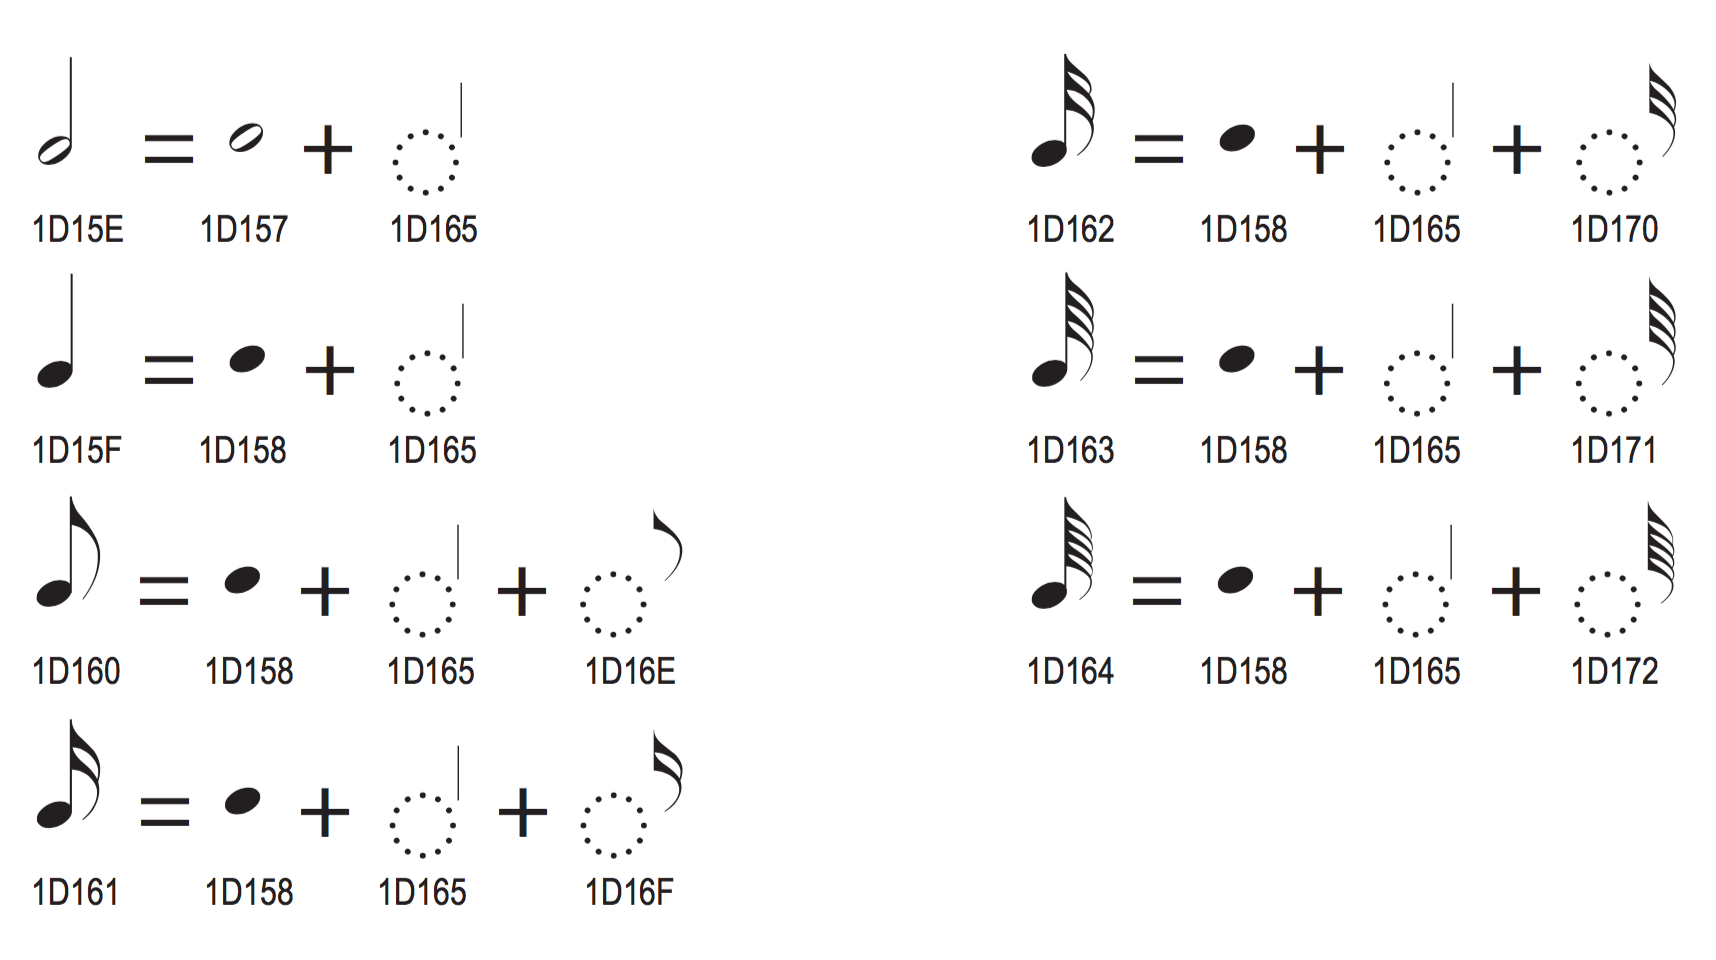 = + 
1D15E 1D157 1D165
= + 
1D15F 1D158 1D165
= + +
1D160 1D158 1D165 1D16E
= + +
1D161 1D158 1D165 1D16F
= + +
1D162 1D158 1D165 1D170
= + +
1D163 1D158 1D165 1D171
= + +
1D164 1D158 1D165 1D172